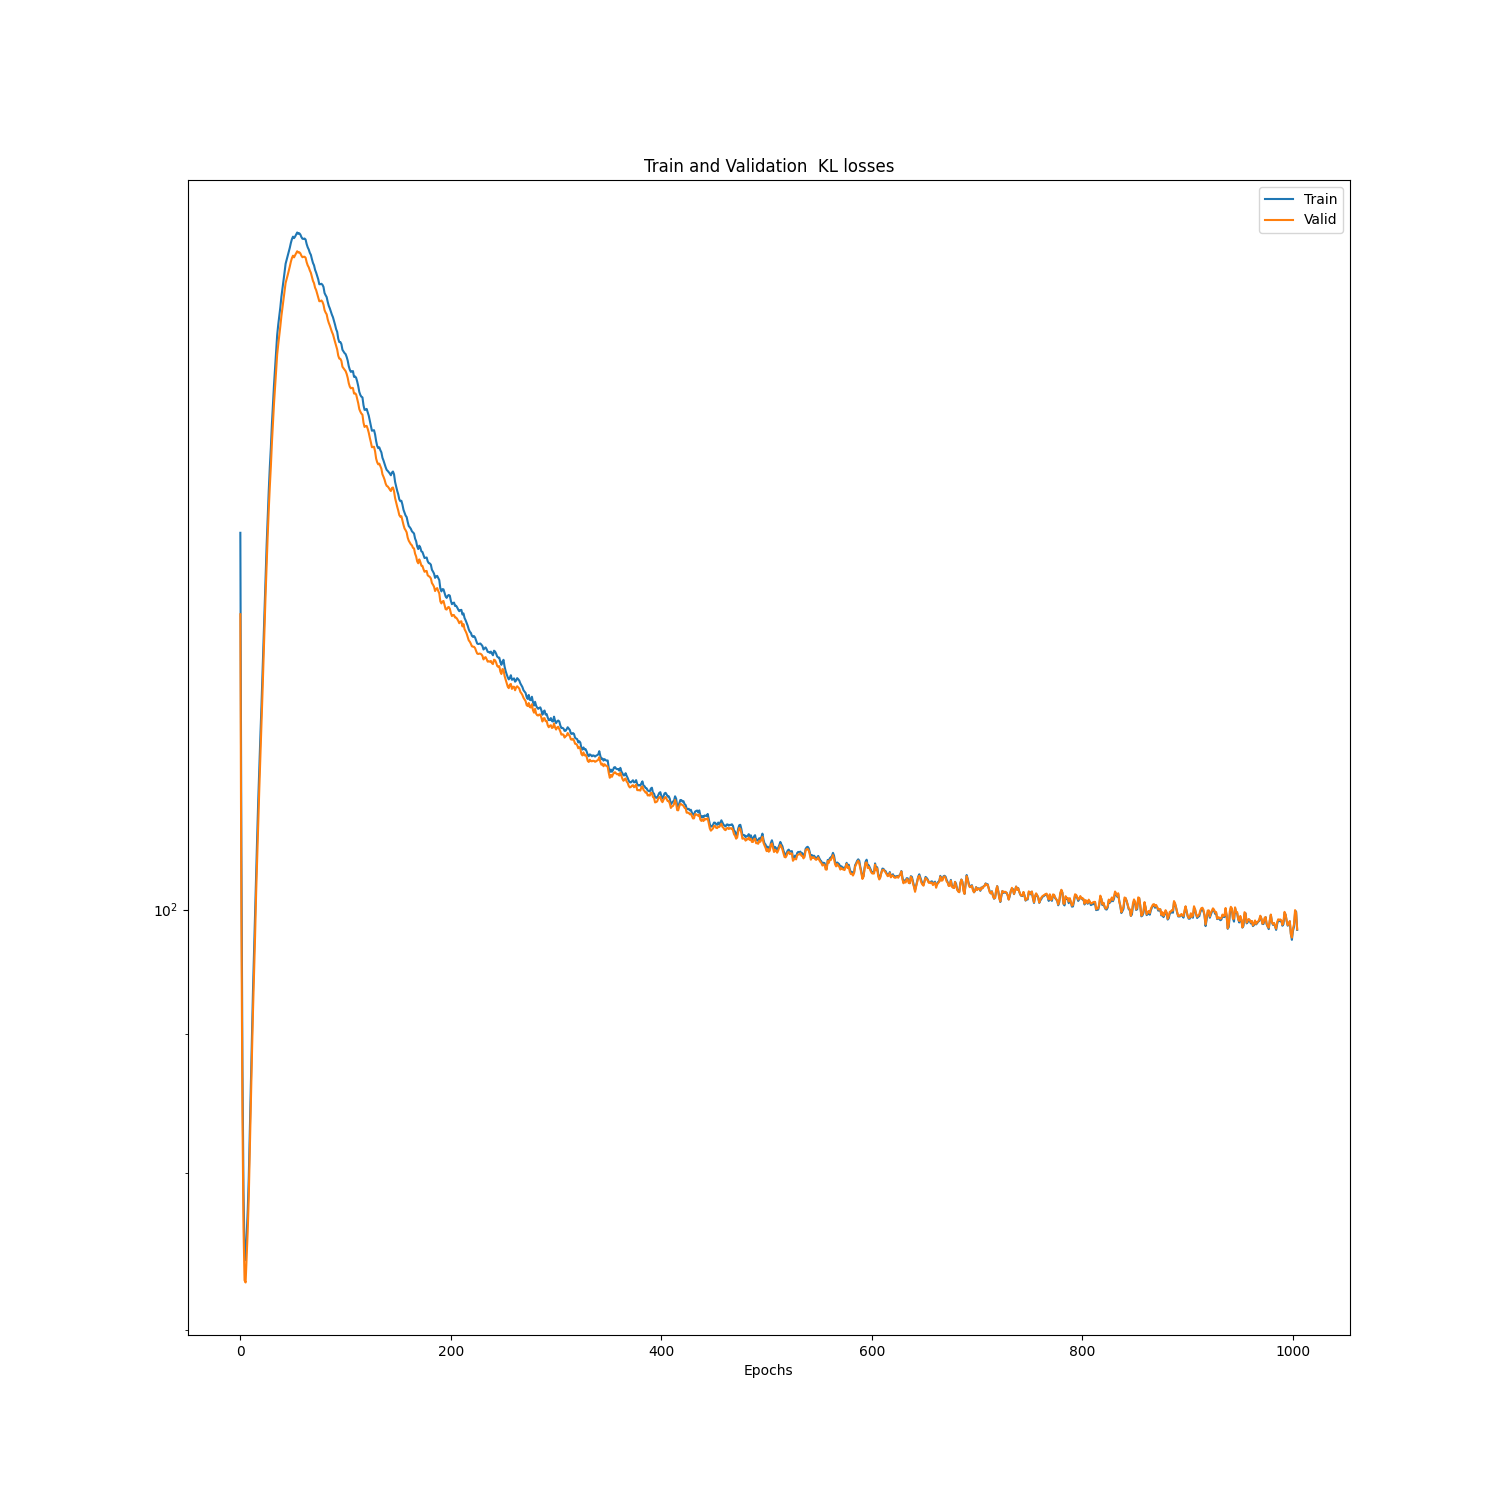 Train and Validation  KL losses
Train
Valid
10²
0 200 400 600 800 1000
Epochs